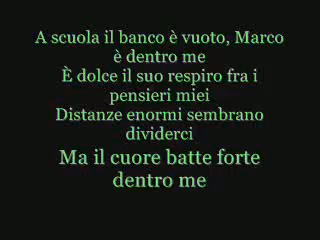 A scuola il banco è vuoto, Marco
è dentro me
È dolce il suo respiro fra i
pensieri miei
Distanze enormi sembrano
dividerci
Ma il cuore batte forte
dentro me